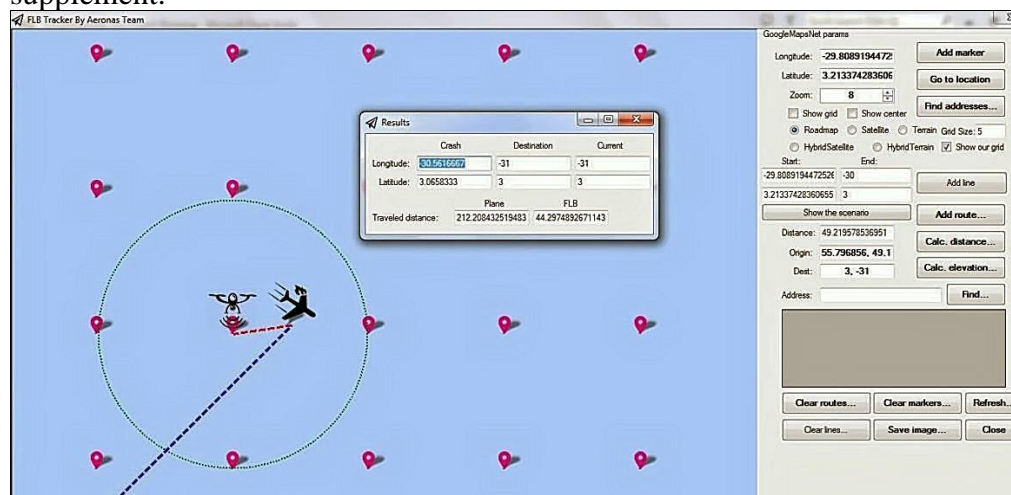 supplement.
FLB Tracker By Aeronas Team
GoogleMapsNet params
Longtude: -29.8089194472
Add marker
Latitude: 3.213374283606
Go to location
Zoom: 8
Find addresses...
Show grid Show center
Roadmap Satelite Terrain Grid Size: 5
HybridSatelite HybridTerrain Show our grid
Start: End:
-29.8089194472526 -30
Add line
3.21337428360655 3
Show the scenario
Add route...
Distance: 49.219578536951
Calc. distance...
Origin: 55.796856, 49.1
Dest: 3, -31
Calc. elevation...
Address:
Find...
Clear routes... Clear markers... Refresh..
Clear lines... Save image... Close
Results
Crash Destination Current
Longitude: -30.5616667 -31 -31
Latitude: 3.0658333 3 3
Plane FLB
Traveled distance: 212.208432519483 44.2974892671143